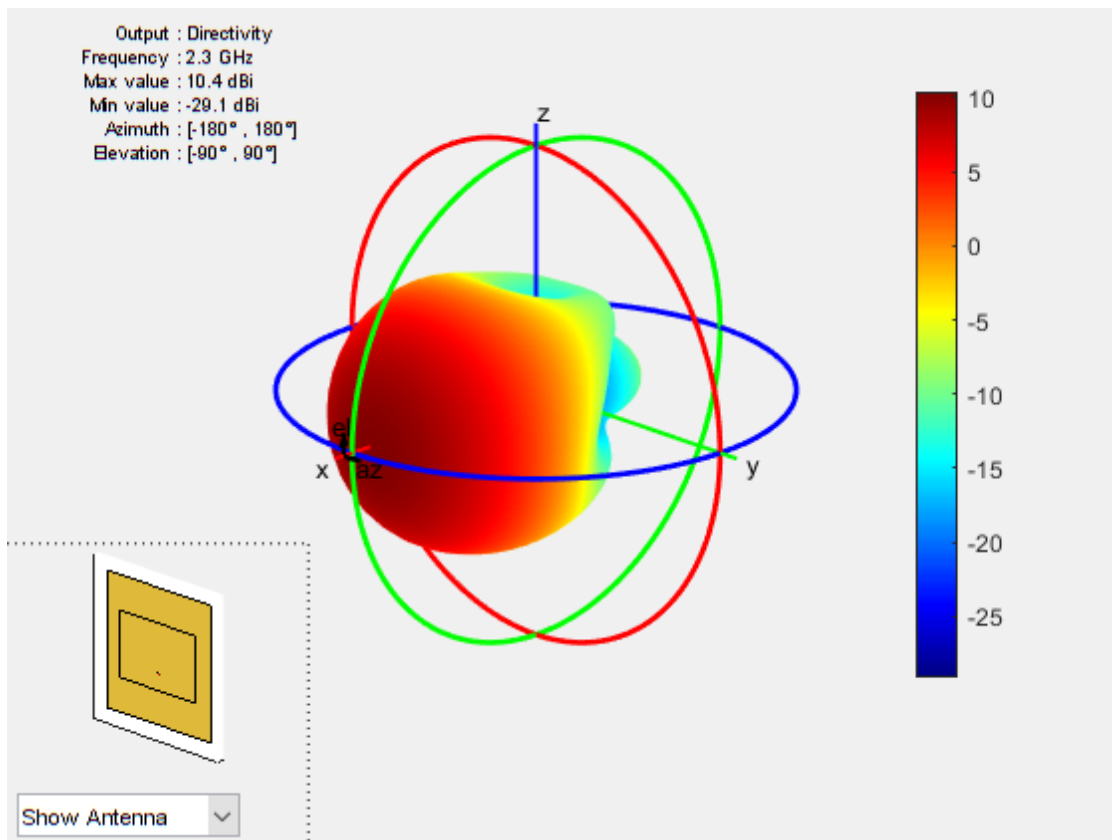 Output : Directivity
Frequency : 2.3 GHz
Max value : 10.4 dBi
Min value : -29.1 dBi
Azimuth : [-180° , 180°]
Elevation : [-90° , 90°]
z
el
x
az
y
10
5
0
-5
-10
-15
-20
-25
Show Antenna